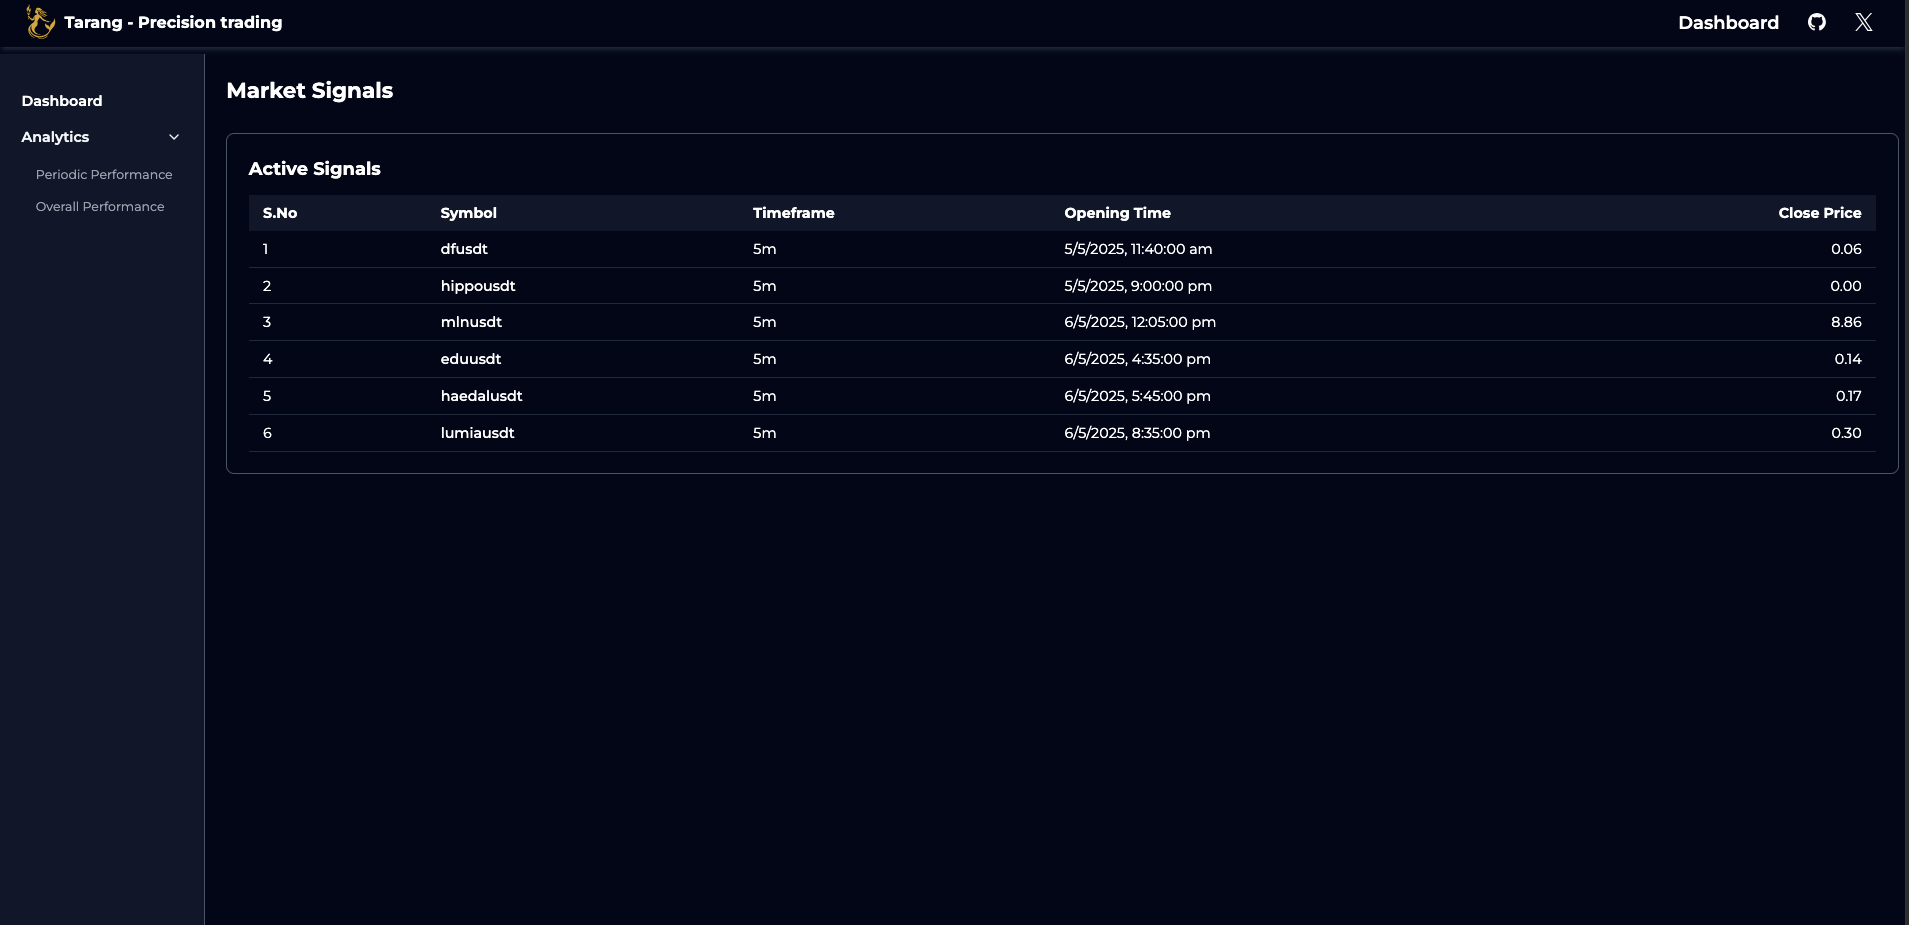 Tarang - Precision trading
Dashboard
Dashboard
Analytics
Periodic Performance
Overall Performance
Market Signals
Active Signals
S.No Symbol Timeframe Opening Time Close Price
1 dfusdt 5m 5/5/2025, 11:40:00 am 0.06
2 hippousdt 5m 5/5/2025, 9:00:00 pm 0.00
3 mlnusdt 5m 6/5/2025, 12:05:00 pm 8.86
4 eduusdt 5m 6/5/2025, 4:35:00 pm 0.14
5 haedalusdt 5m 6/5/2025, 5:45:00 pm 0.17
6 lumiausdt 5m 6/5/2025, 8:35:00 pm 0.30